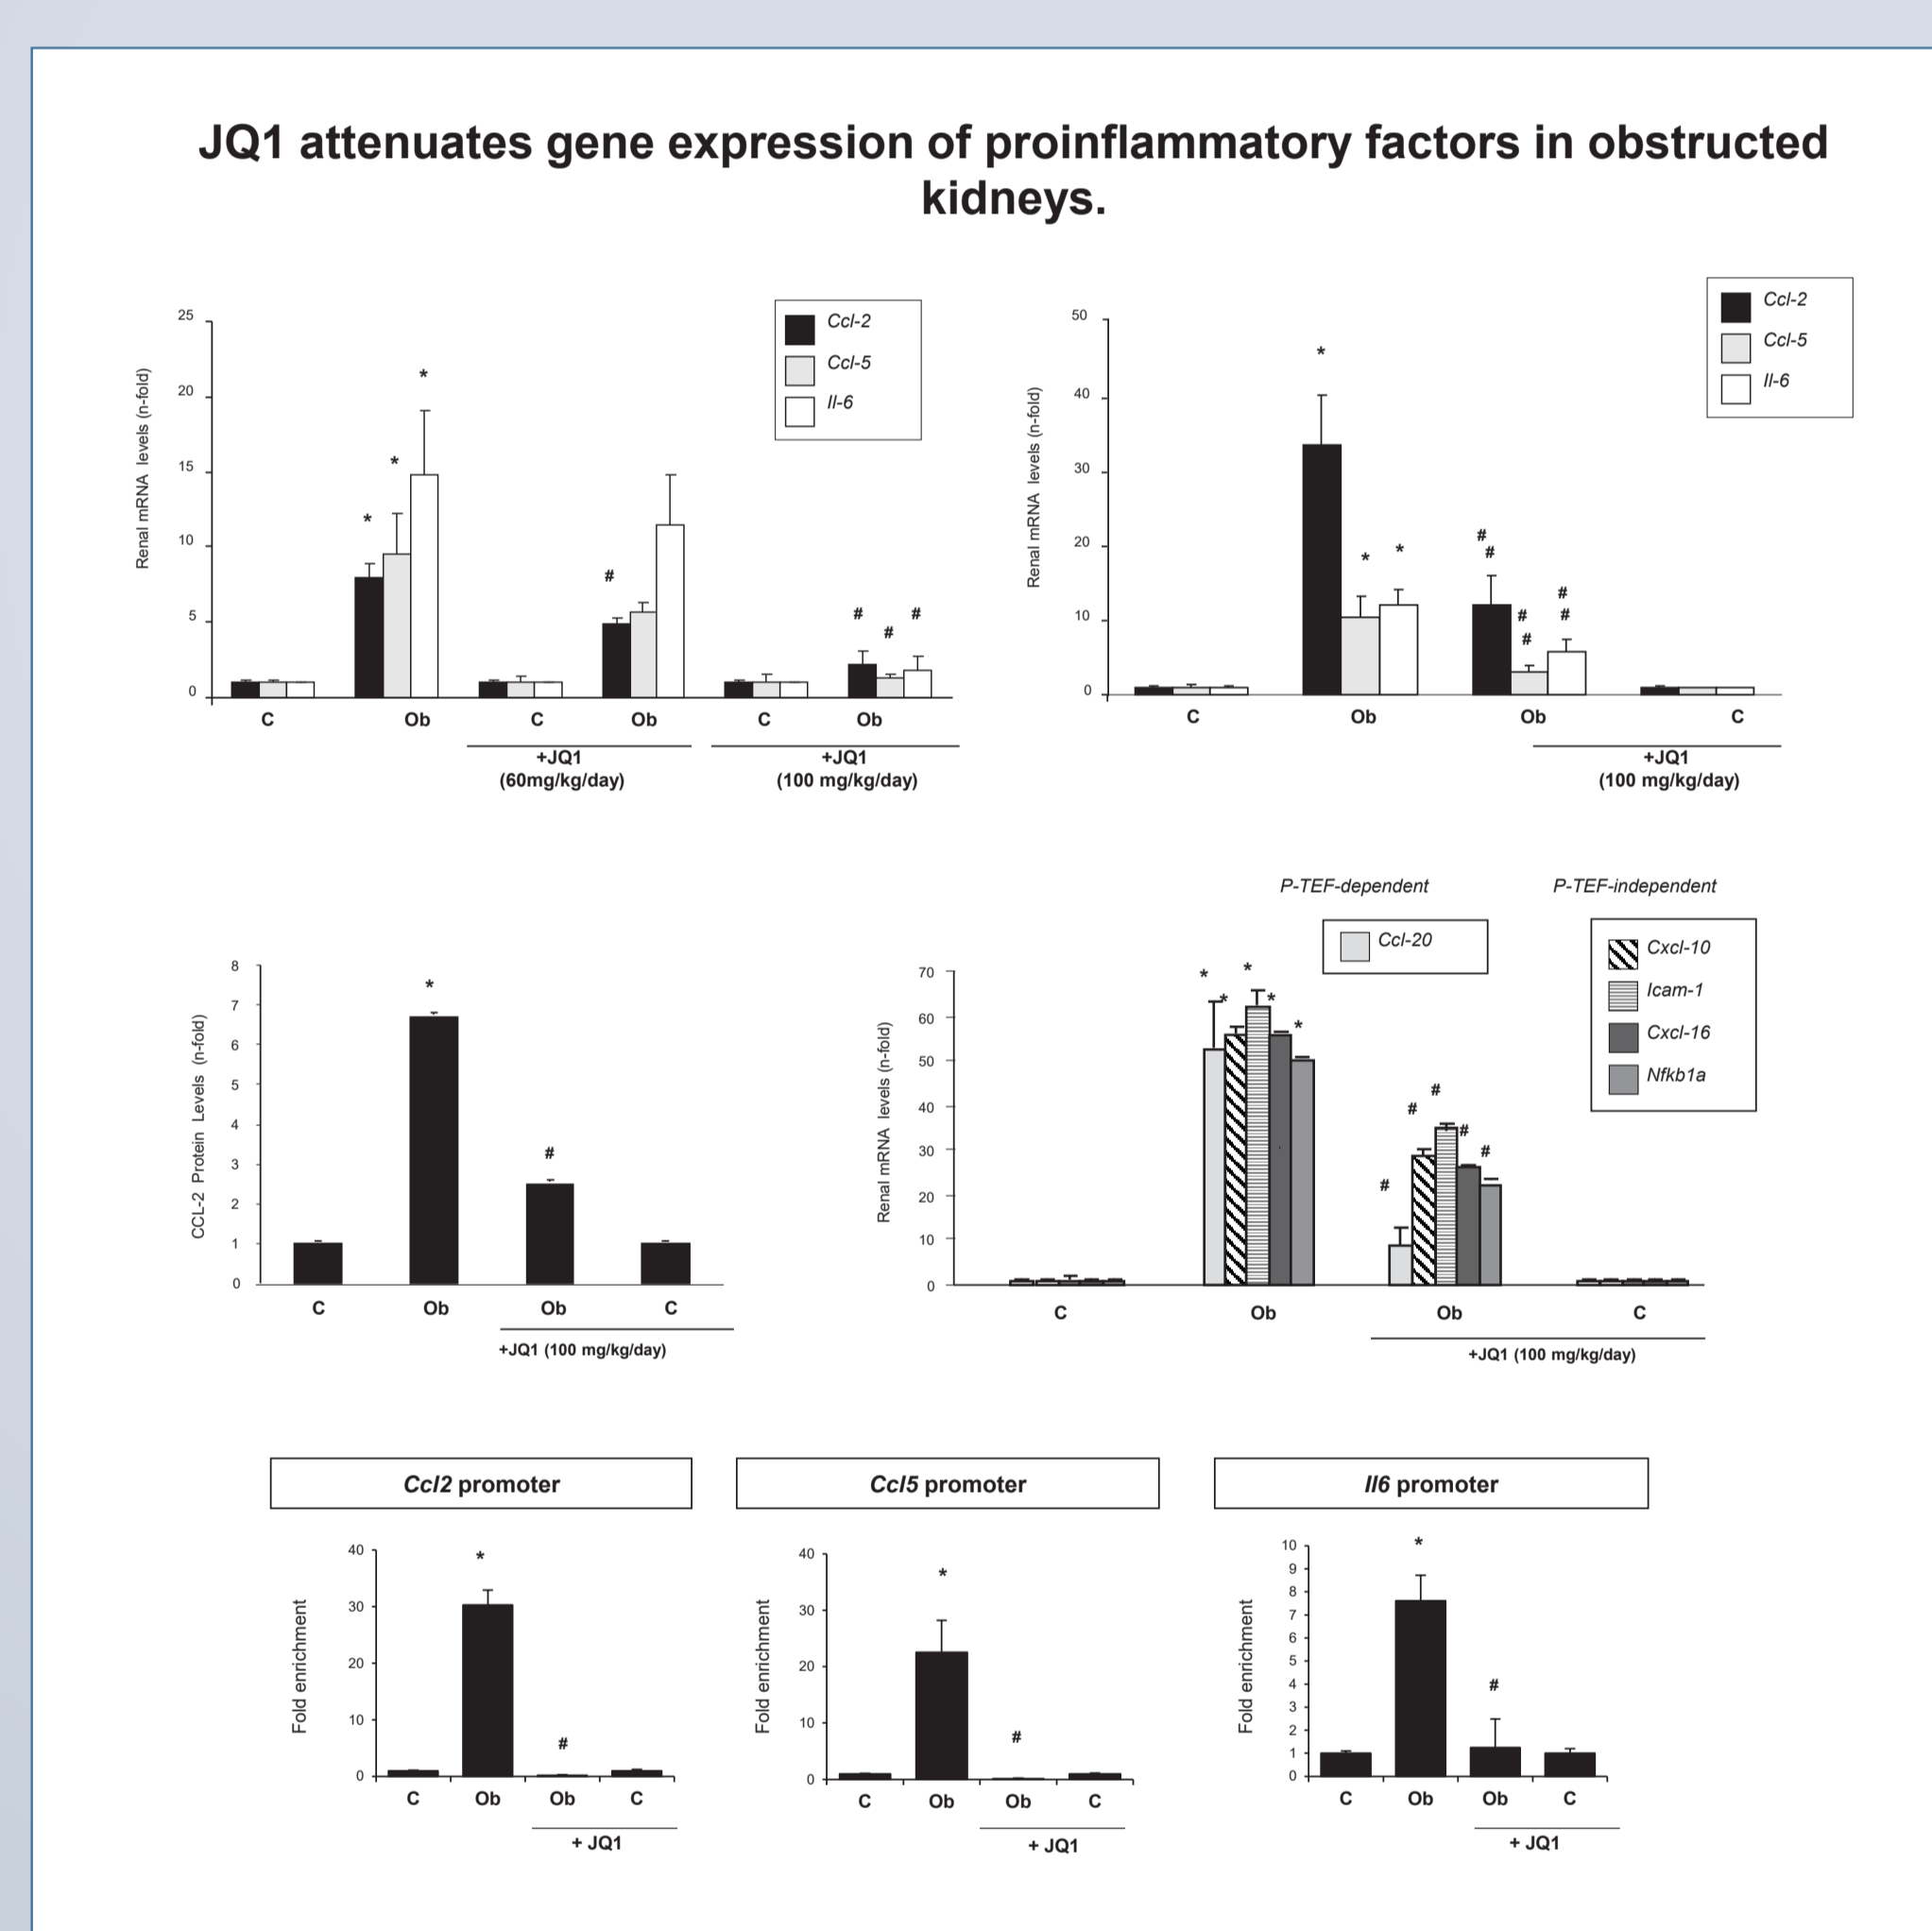 JQ1 attenuates gene expression of proinflammatory factors in obstructed
kidneys.
Renal mRNA levels (n-fold)
25
20
15
10
5
0
*
*
*
#
#
#
#
Ccl-2
Ccl-5
Il-6
C
Ob
C
Ob
C
Ob
+JQ1
(60mg/kg/day)
+JQ1
(100 mg/kg/day)
Renal mRNA levels (n-fold)
50
40
30
20
10
0
*
*
*
#
#
#
#
#
#
Ccl-2
Ccl-5
Il-6
C
Ob
Ob
C
+JQ1
(100 mg/kg/day)
CCL-2 Protein Levels (n-fold)
8
7
6
5
4
3
2
1
0
*
#
C
Ob
Ob
C
+JQ1 (100 mg/kg/day)
P-TEF-dependent
P-TEF-independent
Ccl-20
Cxcl-10
Icam-1
Cxcl-16
Nfkb1a
Renal mRNA levels (n-fold)
70
60
50
40
30
20
10
0
*
*
*
*
*
#
#
#
#
#
C
Ob
Ob
C
+JQ1 (100 mg/kg/day)
Ccl2 promoter
Fold enrichment
40
30
20
10
0
*
#
C
Ob
Ob
C
+ JQ1
Ccl5 promoter
Fold enrichment
40
30
20
10
0
*
#
C
Ob
Ob
C
+ JQ1
Il6 promoter
Fold enrichment
10
9
8
7
6
5
4
3
2
1
0
*
#
C
Ob
Ob
C
+ JQ1